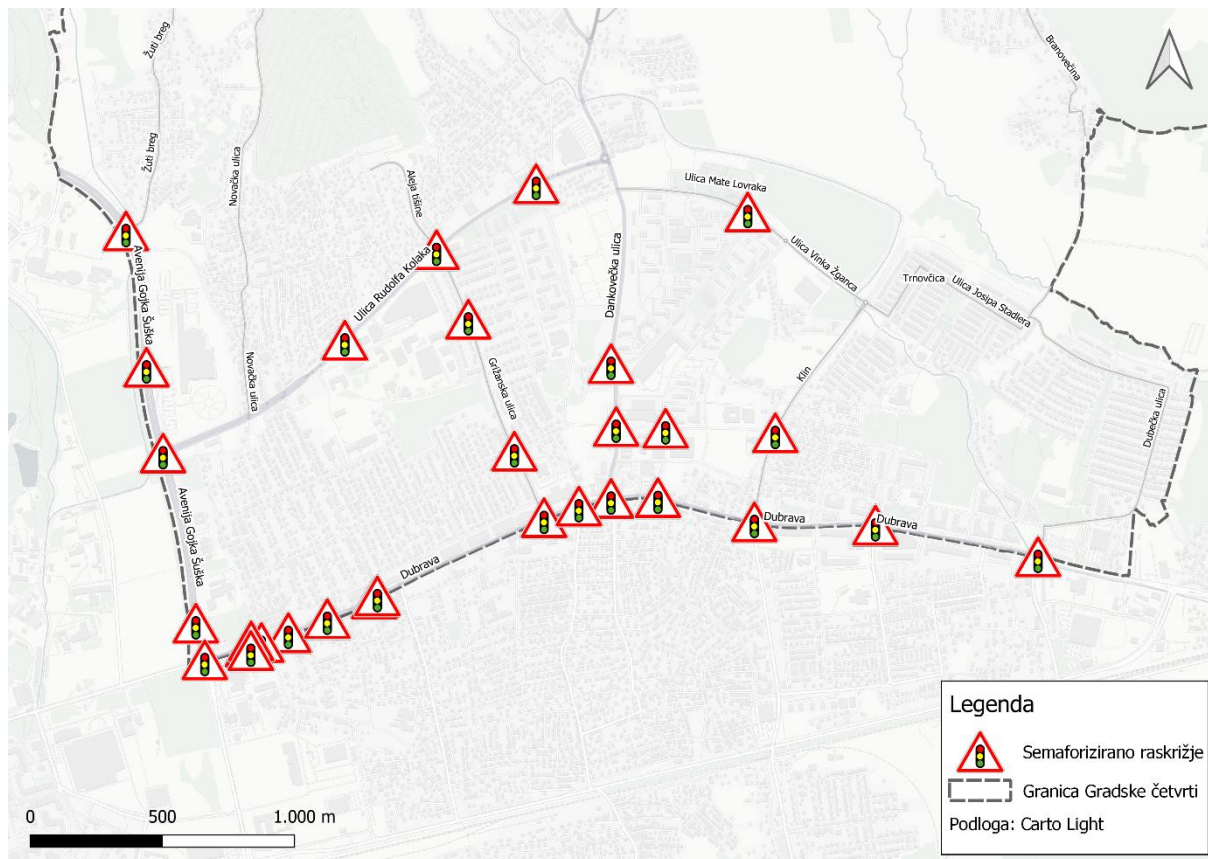 Žuti breg
Branovečina
Žuti breg
Novačka ulica
Aleja tišine
Ulica Mate Lovraka
Avenija Gojka Šuška
Ulica Rudolfa Kolaka
Dankovečka ulica
Ulica Vinka Žganca
Trnovčica
Ulica Josipa Stadlera
Novačka ulica
Grižanska ulica
Klin
Dubečka ulica
Avenija Gojka Šuška
Dubrava
Dubrava
Dubrava
Legenda
Semaforizirano raskrižje
Granica Gradske četvrti
Podloga: Carto Light
0 500 1.000 m